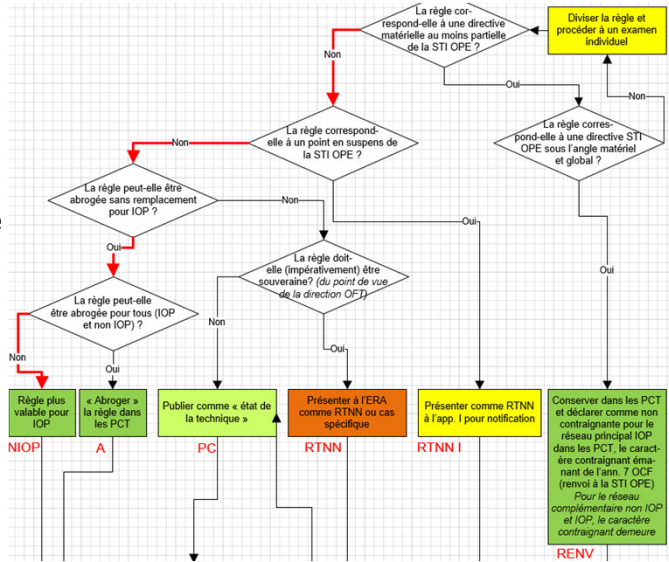 La règle cor-
respond-elle à une directive
matérielle au moins partielle
de la STI OPE ?
Diviser la règle et
procéder à un examen
individuel
Non
Oui
La règle correspond-
elle à un point en suspens de
la STI OPE ?
La règle corres-
pond-elle à une directive STI
OPE sous l'angle matériel
et global ?
Non
Non
La règle peut-elle être
abrogée sans remplacement
pour IOP ?
Non
Oui
Oui
La règle doit-
elle (impérativement) être
souveraine? (du point de vue
de la direction OFT)
Oui
La règle peut-elle
être abrogée pour tous (IOP
et non IOP) ?
Non
Oui
Non
Oui
Règle plus
valable pour
IOP
« Abroger »
la règle dans
les PCT
Publier comme « état de
la technique »
Présenter à l'ERA
comme RTNN ou cas
spécifique
Présenter comme RTNN
à l'app. I pour notification
Conserver dans les PCT
et déclarer comme non
contraignante pour le
réseau principal IOP
dans les PCT, le carac-
tère contraignant éma-
nant de l'ann. 7 OCF
(renvoi à la STI OPE)
Pour le réseau
complémentaire non IOP
et IOP, le caractère
contraignant demeure
NIOP
A
PC
RTNN
RTNN I
RENV